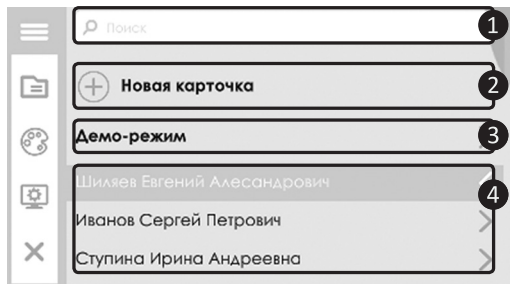 Поиск
1
Новая карточка
2
Демо-режим
3
Шиляев Евгений Алесандрович
4
Иванов Сергей Петрович
Ступина Ирина Андреевна